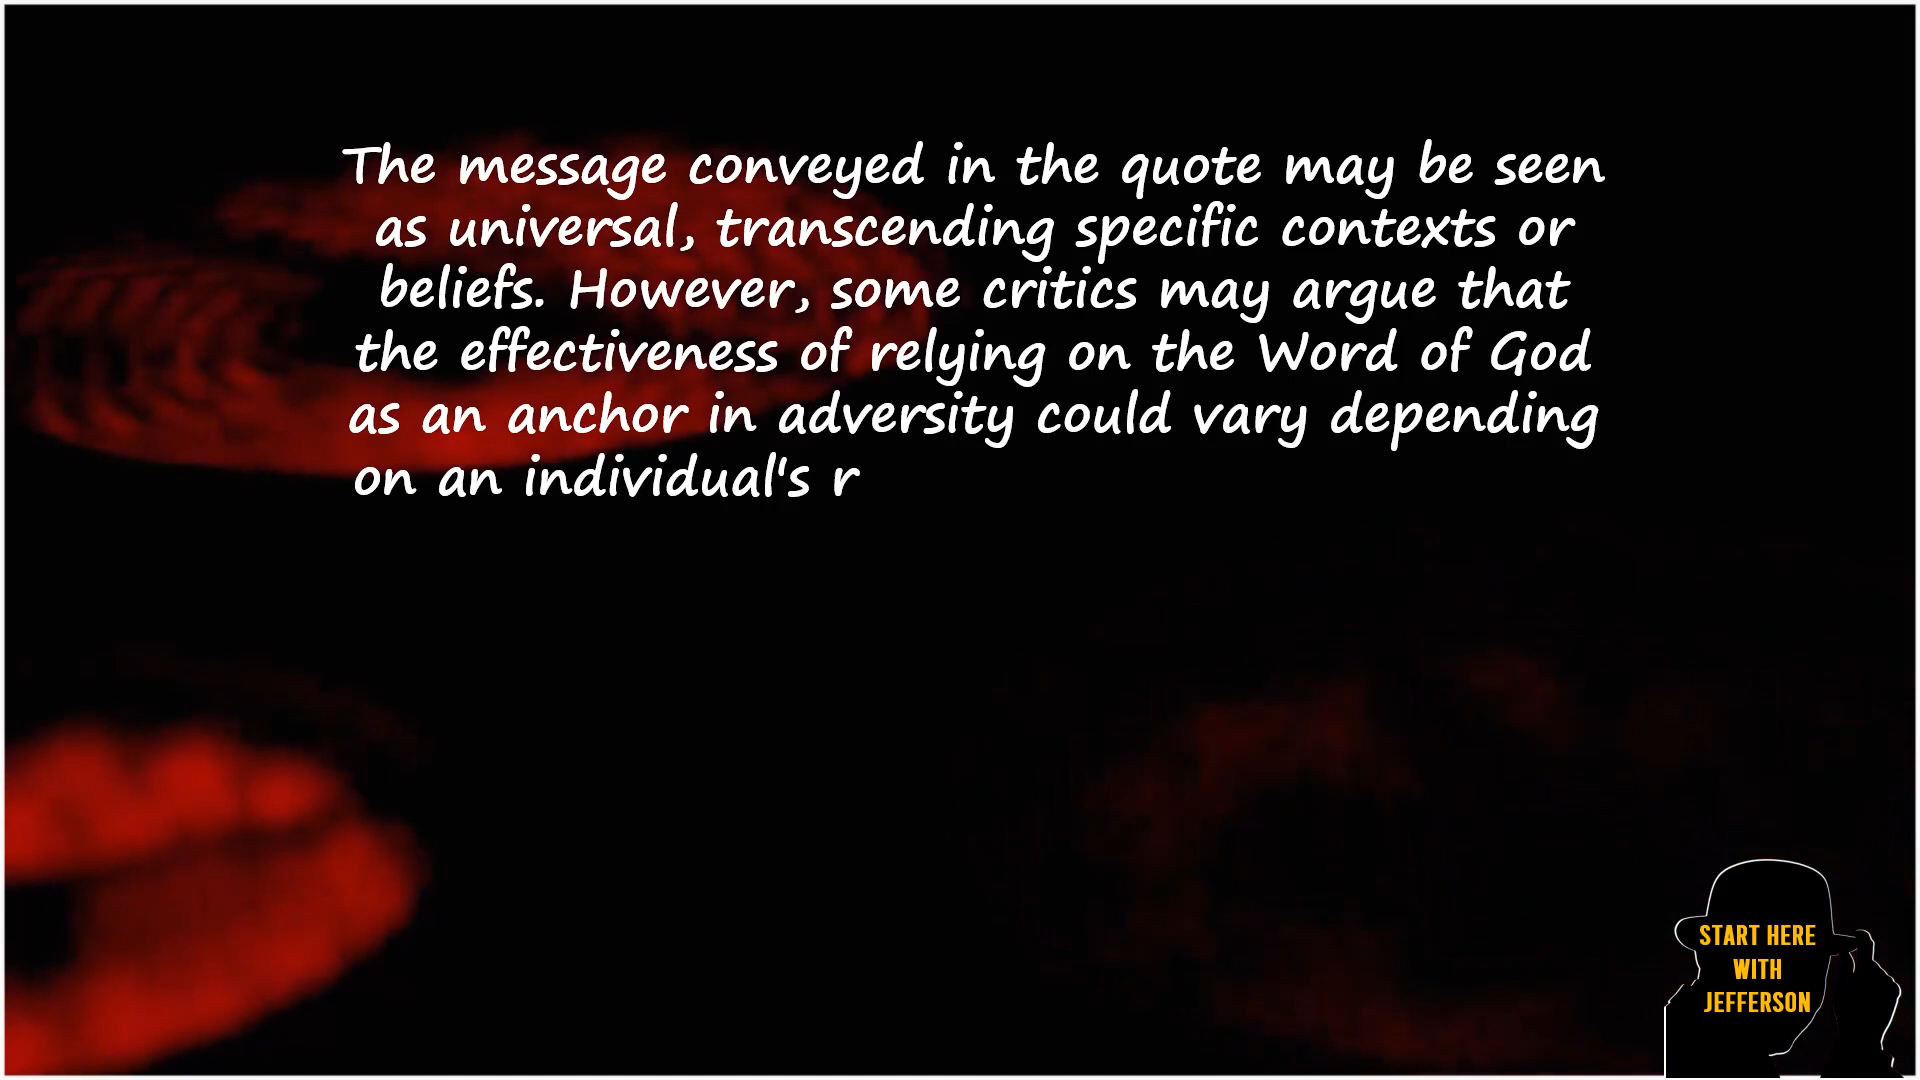 The message conveyed in the quote may be seen
as universal, transcending specific contexts or
beliefs. However, some critics may argue that
the effectiveness of relying on the Word of God
as an anchor in adversity could vary depending
on an individual's r
START HERE
WITH
JEFFERSON